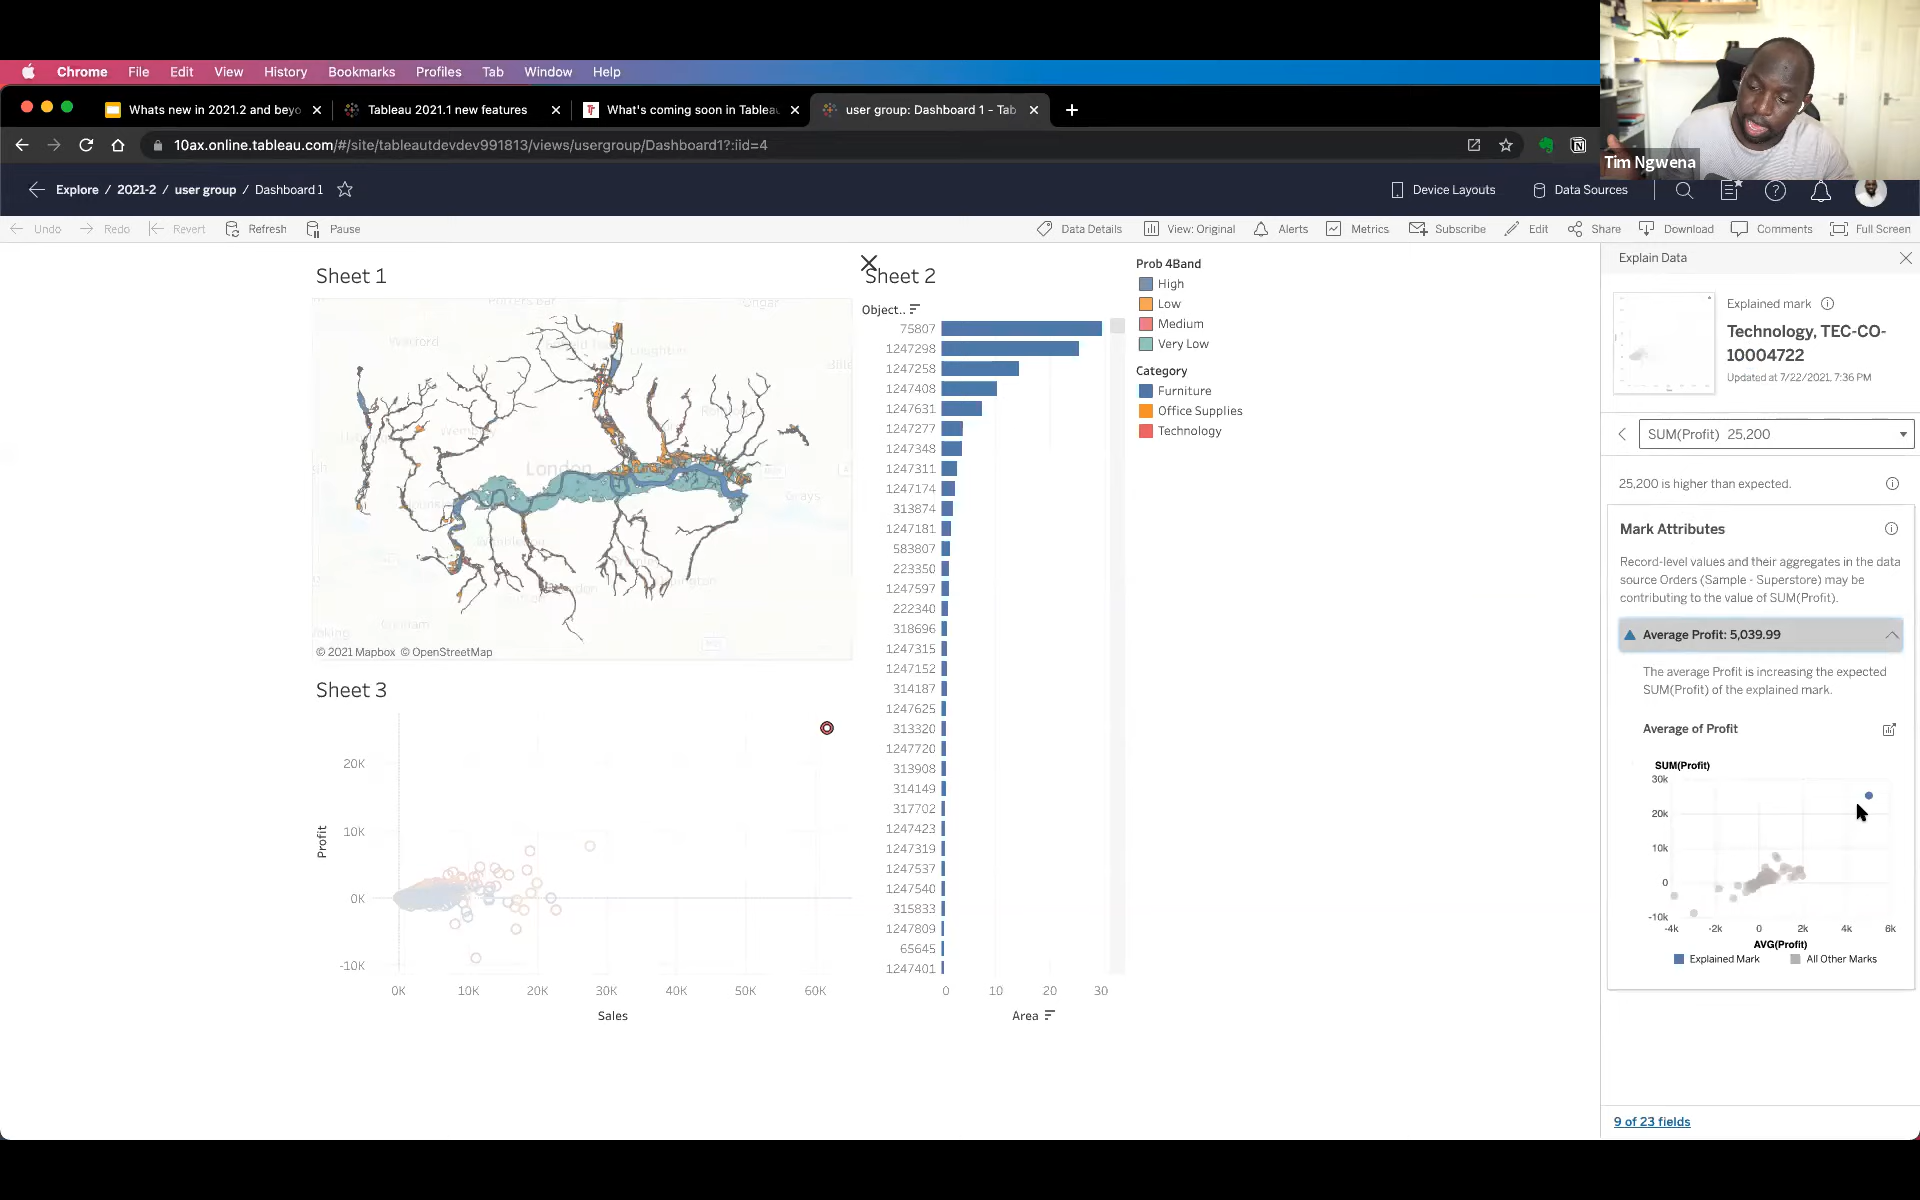 Chrome File Edit View History Bookmarks Profiles Tab Window Help
Whats new in 2021.2 and beyo
Tableau 2021.1 new features
What's coming soon in Tablea
user group: Dashboard 1 - Tab
10ax.online.tableau.com/#/site/tableautdevdev991813/views/usergroup/Dashboard1?:iid=4
Tim Ngwena
Explore / 2021-2 / user group / Dashboard 1
Device Layouts
Data Sources
Undo Redo Revert Refresh Pause
Data Details View: Original Alerts Metrics Subscribe Edit Share Download Comments Full Screen
Sheet 1
London
© 2021 Mapbox © OpenStreetMap
Sheet 3
Profit
20K
10K
0K
-10K
0K 10K 20K 30K 40K 50K 60K
Sales
Sheet 2
Object..
75807
1247298
1247258
1247408
1247631
1247277
1247348
1247311
1247174
313874
1247181
583807
223350
1247597
222340
318696
1247315
1247152
314187
1247625
313320
1247720
313908
314149
317702
1247423
1247319
1247537
1247540
315833
1247809
65645
1247401
0 10 20 30
Area
Prob 4Band
High
Low
Medium
Very Low
Category
Furniture
Office Supplies
Technology
Explain Data
Explained mark
Technology, TEC-CO-
10004722
Updated at 7/22/2021, 7:36 PM
SUM(Profit) 25,200
25,200 is higher than expected.
Mark Attributes
Record-level values and their aggregates in the data
source Orders (Sample - Superstore) may be
contributing to the value of SUM(Profit).
Average Profit: 5,039.99
The average Profit is increasing the expected
SUM(Profit) of the explained mark.
Average of Profit
SUM(Profit)
30k
20k
10k
0
-10k
-4k -2k 0 2k 4k 6k
AVG(Profit)
Explained Mark All Other Marks
9 of 23 fields